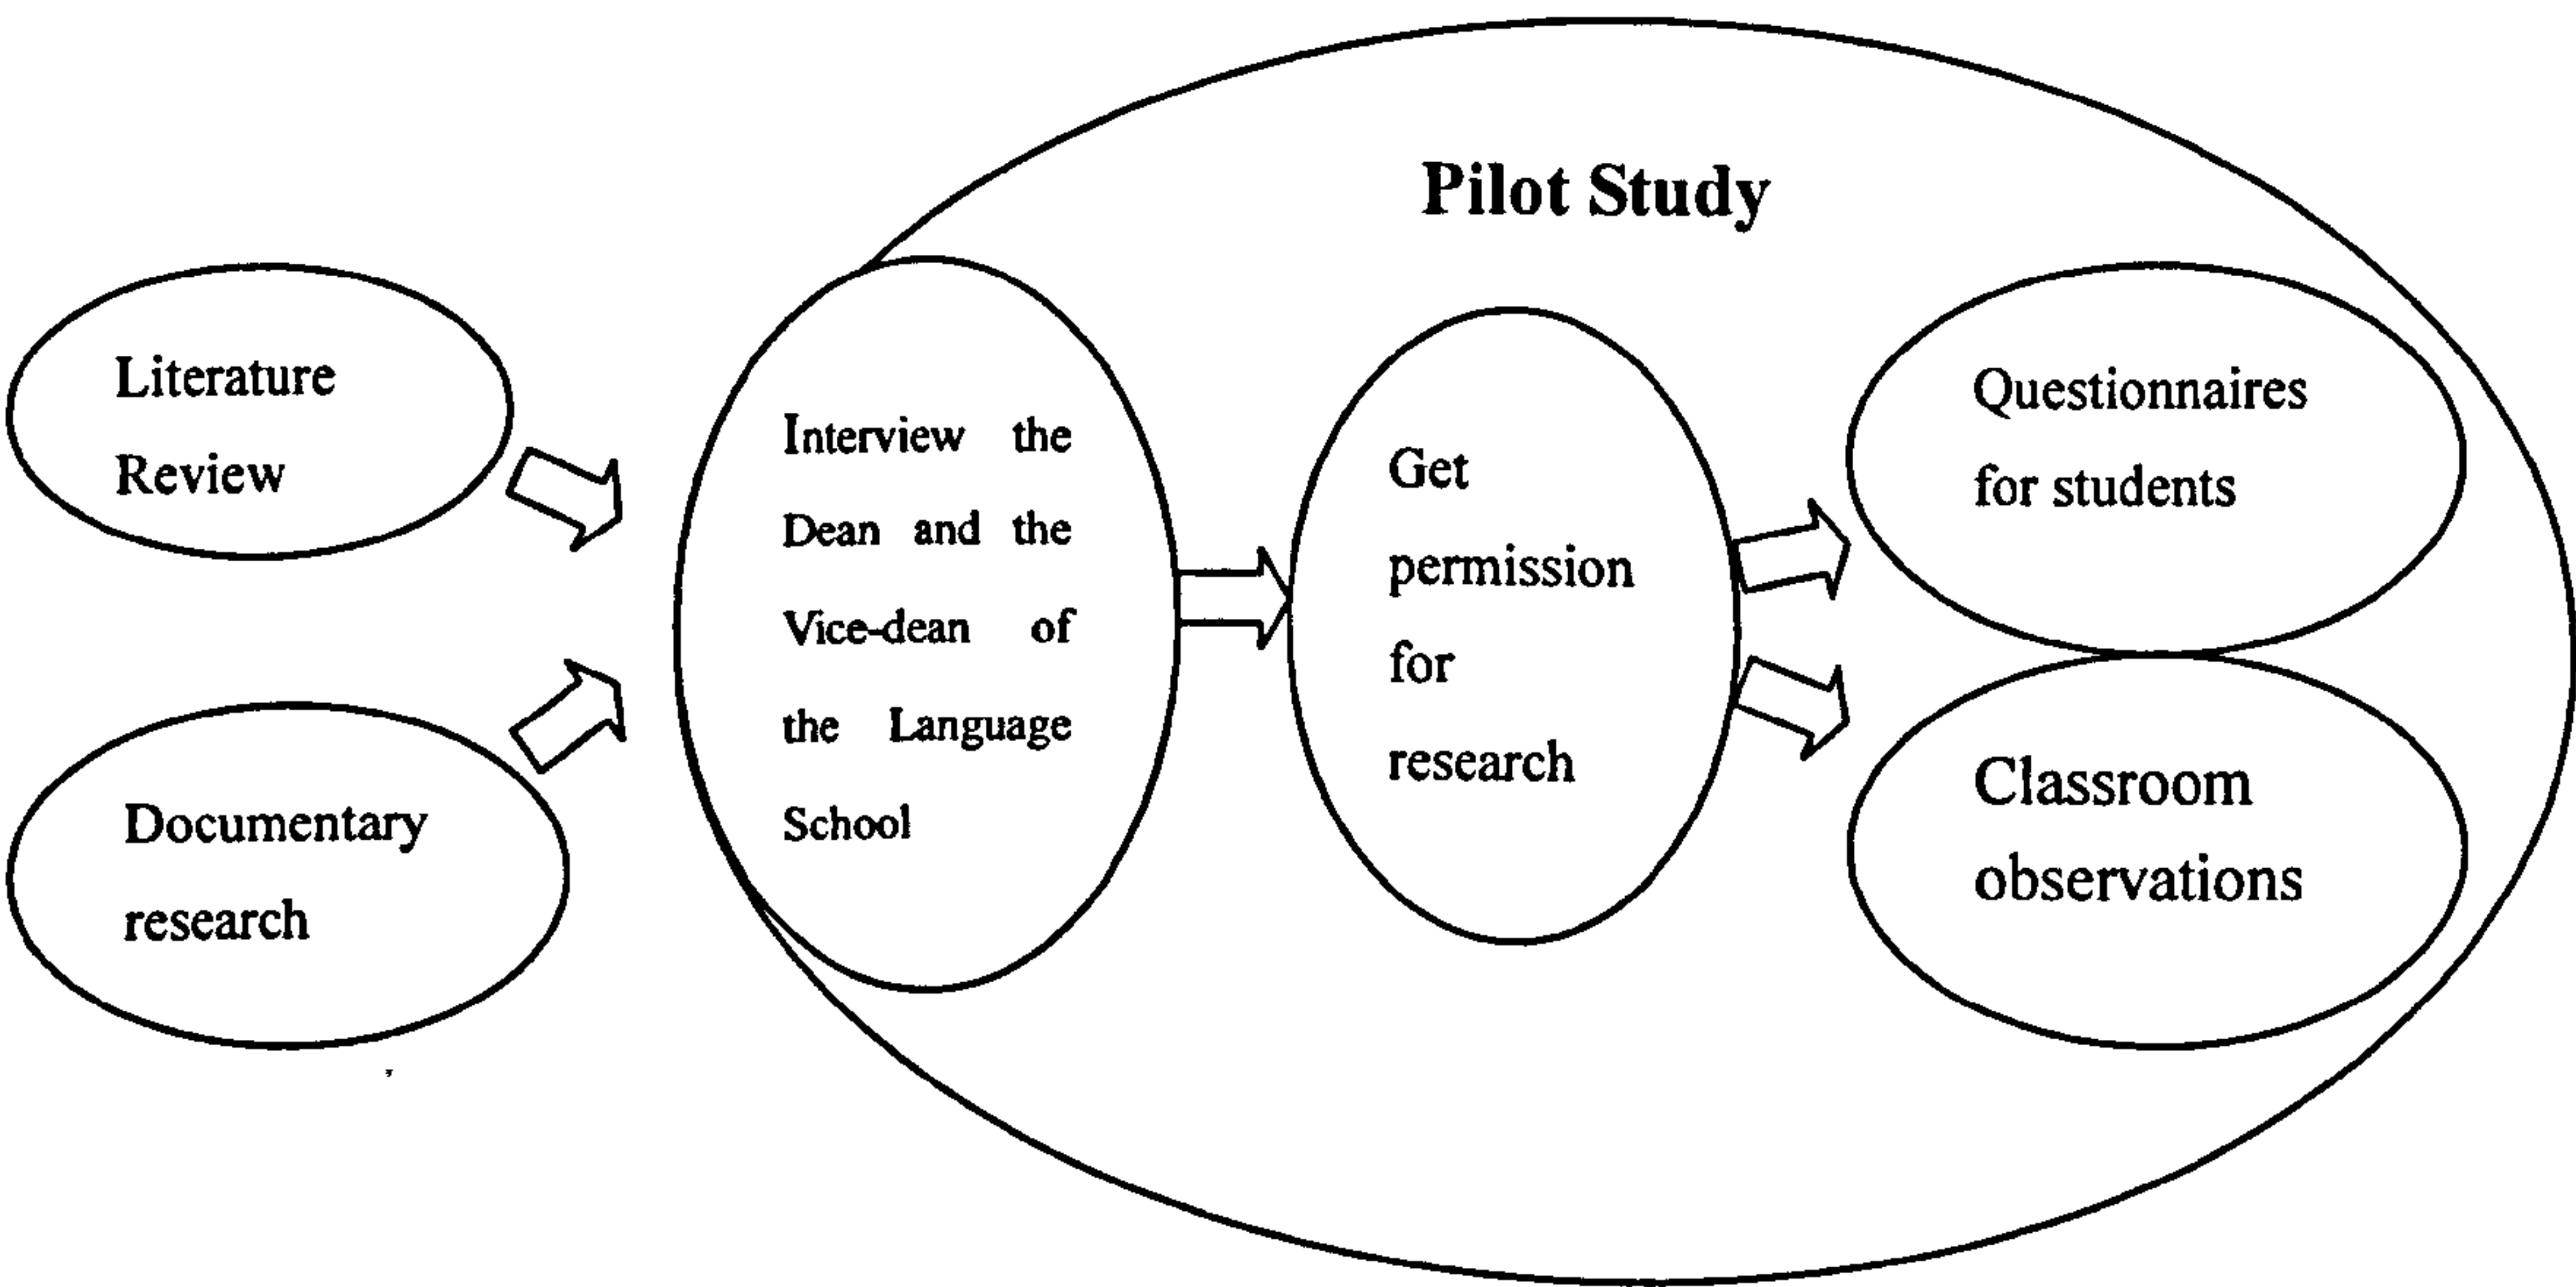 Pilot Study
Literature
Review
Documentary
research
Interview the
Dean and the
Vice-dean of
the Language
School
Get
permission
for
research
Questionnaires
for students
Classroom
observations